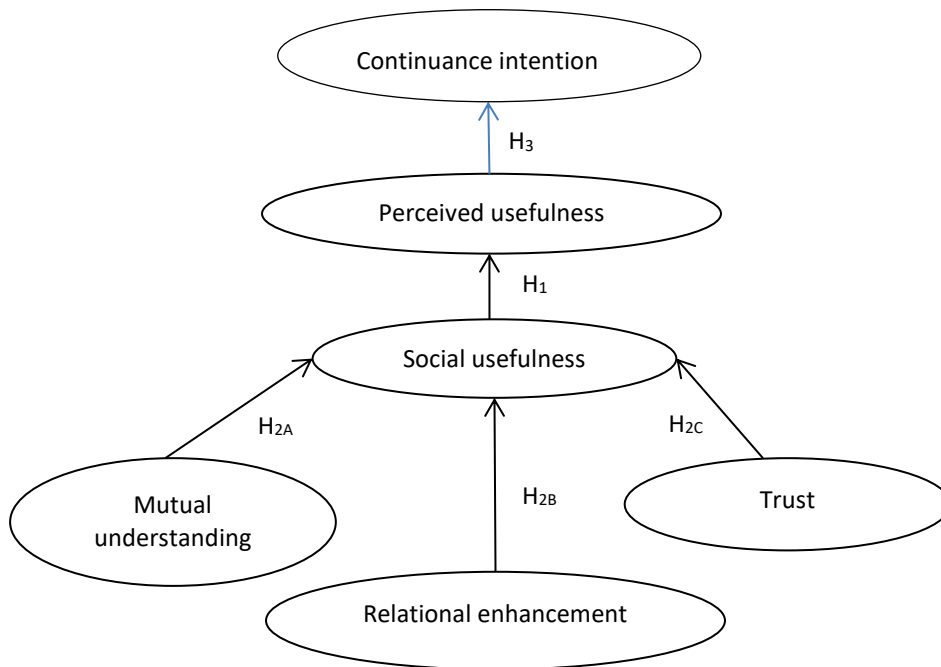 Continuance intention
H3
Perceived usefulness
H1
Social usefulness
H2A
H2C
Mutual
understanding
H2B
Trust
Relational enhancement